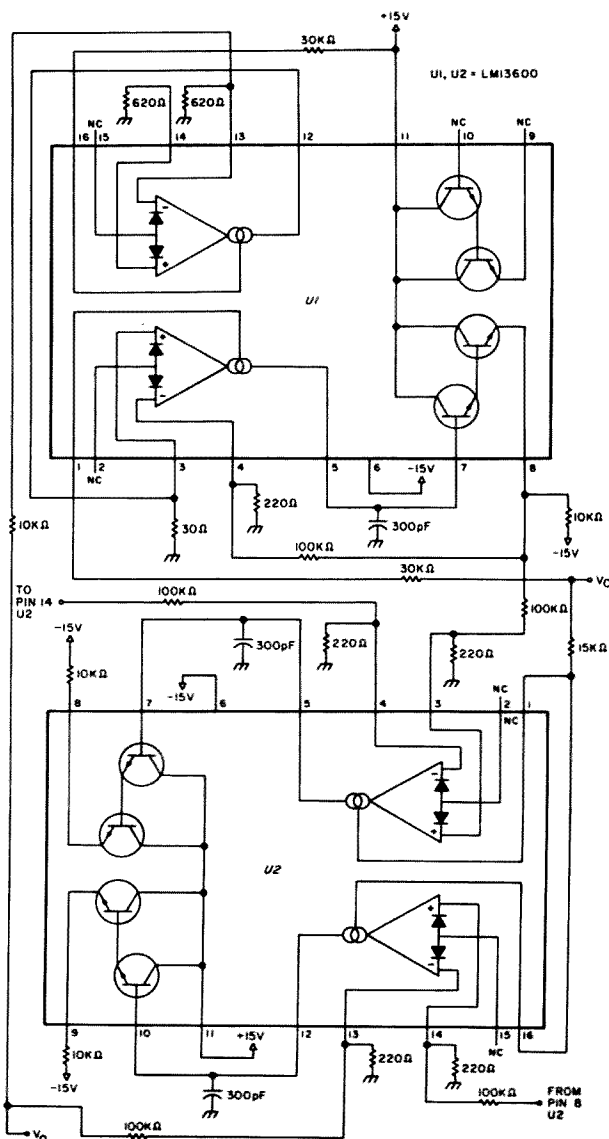 +15V
30KΩ
U1, U2 = LM13600
620Ω 620Ω
NC NC NC
16 15 14 13 12 11 10 9
U1
1 2 3 4 5 6 7 8
NC
-15V
10KΩ
220Ω
300pF
10KΩ
30Ω
100KΩ
-15V
30KΩ
TO
PIN 14
U2
100KΩ
VC
100KΩ
15KΩ
-15V
300pF
220Ω
220Ω
10KΩ
-15V
NC
NC
8 7 6 5 4 3 2 1
U2
9 10 11 12 13 14 15 16
+15V
NC
10KΩ
220Ω
220Ω
-15V
300pF
100KΩ
FROM
PIN 8
U2
100KΩ
VO